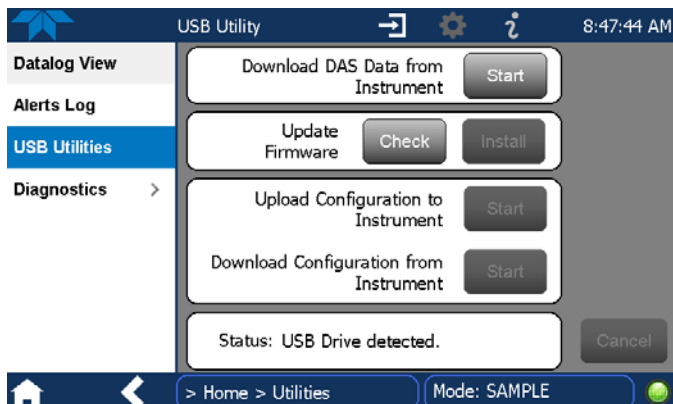 USB Utility
8:47:44 AM
Datalog View
Alerts Log
USB Utilities
Diagnostics >
Download DAS Data from
Instrument
Start
Update
Firmware
Check
Install
Upload Configuration to
Instrument
Start
Download Configuration from
Instrument
Start
Status: USB Drive detected.
Cancel
> Home > Utilities
Mode: SAMPLE